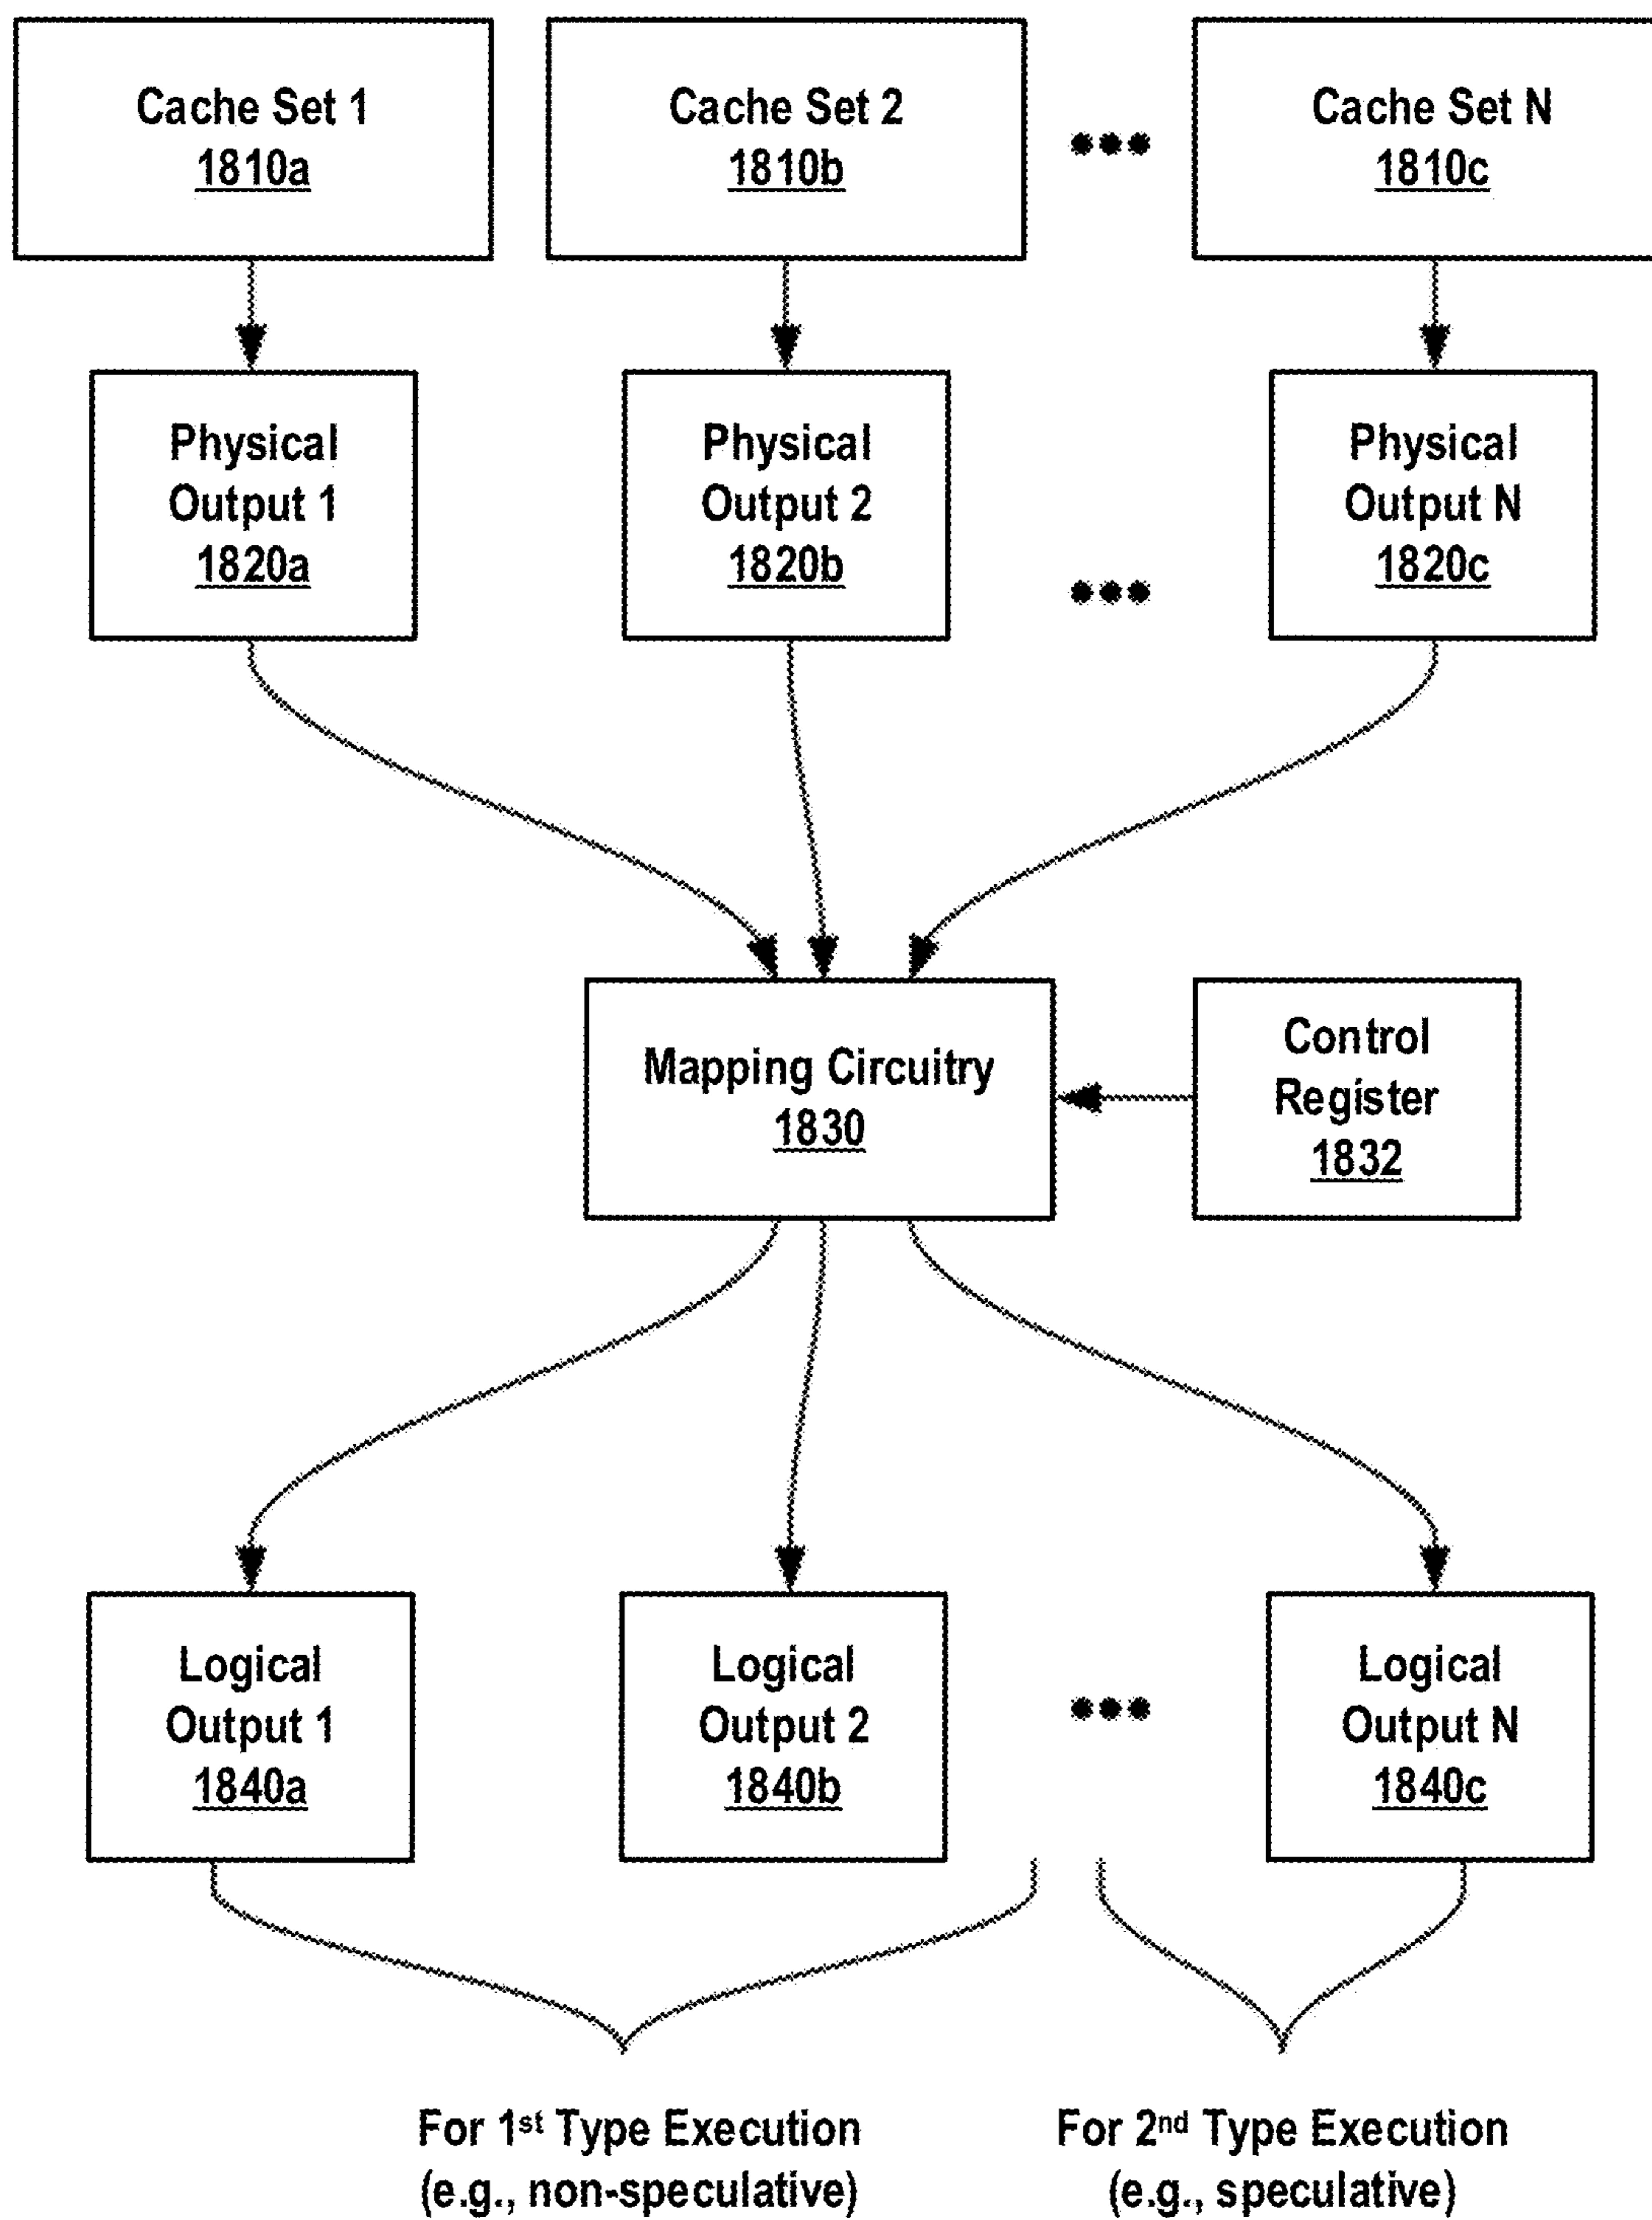 Cache Set 1
1810a
Cache Set 2
1810b
Cache Set N
1810c
Physical
Output 1
1820a
Physical
Output 2
1820b
Physical
Output N
1820c
Mapping Circuitry
1830
Control
Register
1832
Logical
Output 1
1840a
Logical
Output 2
1840b
Logical
Output N
1840c
For 1st Type Execution
(e.g., non-speculative)
For 2nd Type Execution
(e.g., speculative)